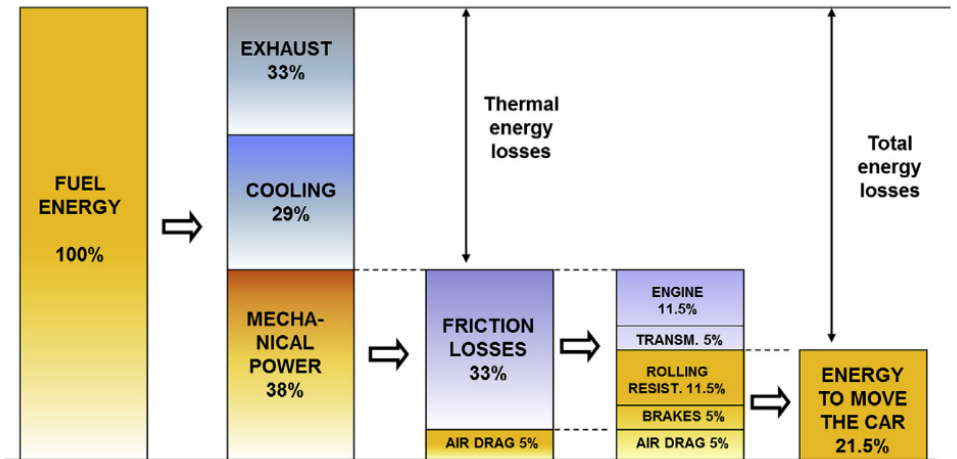 FUEL
ENERGY
100%
EXHAUST
33%
COOLING
29%
MECHA-
NICAL
POWER
38%
Thermal
energy
losses
FRICTION
LOSSES
33%
AIR DRAG 5%
ENGINE
11.5%
TRANSM. 5%
ROLLING
RESIST. 11.5%
BRAKES 5%
AIR DRAG 5%
Total
energy
losses
ENERGY
TO MOVE
THE CAR
21.5%